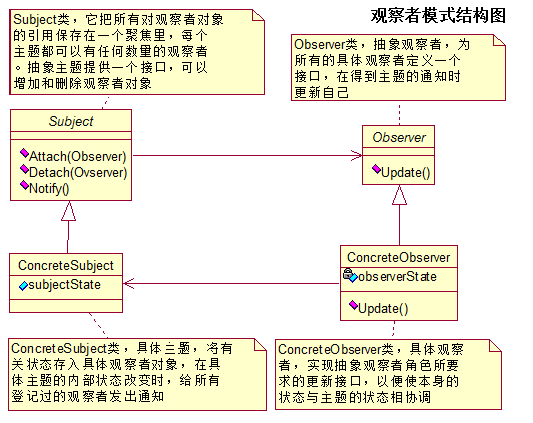 观察者模式结构图
Subject类，它把所有对观察者对象
的引用保存在一个聚焦里，每个
主题都可以有任何数量的观察者
。抽象主题提供一个接口，可以
增加和删除观察者对象
Observer类，抽象观察者，为
所有的具体观察者定义一个
接口，在得到主题的通知时
更新自己
Subject
Attach(Observer)
Detach(Ovserver)
Notify()
Observer
Update()
ConcreteSubject
subjectState
ConcreteObserver
observerState
Update()
ConcreteSubject类，具体主题，将有
关状态存入具体观察者对象，在具
体主题的内部状态改变时，给所有
登记过的观察者发出通知
ConcreteObserver类，具体观察
者，实现抽象观察者角色所要
求的更新接口，以便使本身的
状态与主题的状态相协调